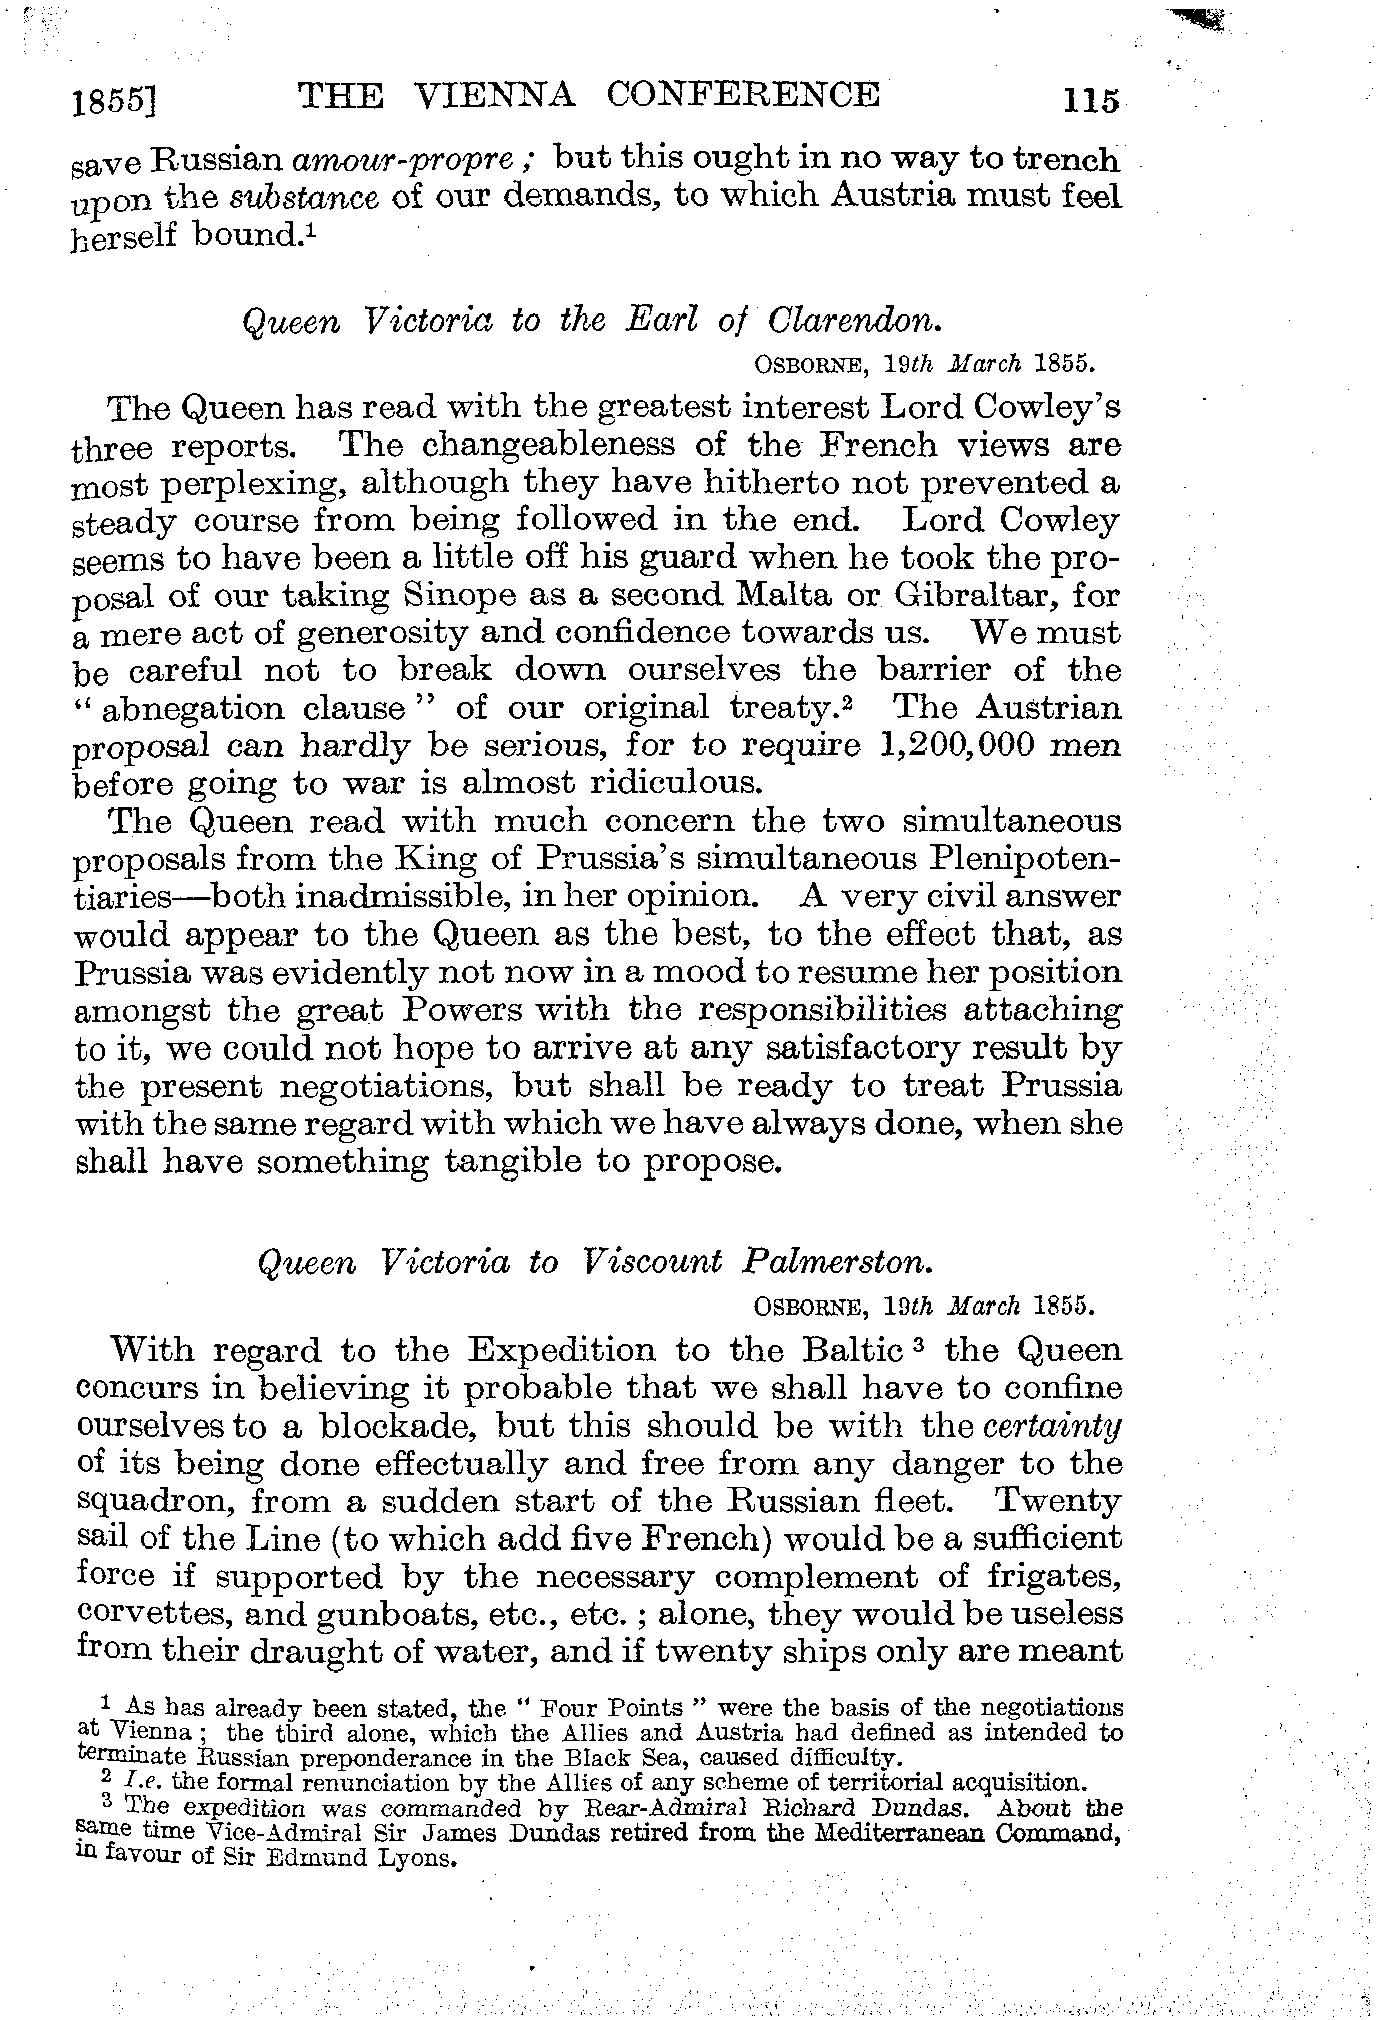 1855] THE VIENNA CONFERENCE 115
save Russian amour-propre ; but this ought in no way to trench
upon the substance of our demands, to which Austria must feel
herself bound.¹
Queen Victoria to the Earl of Clarendon.
OSBORNE, 19th March 1855.
The Queen has read with the greatest interest Lord Cowley's
three reports. The changeableness of the French views are
most perplexing, although they have hitherto not prevented a
steady course from being followed in the end. Lord Cowley
seems to have been a little off his guard when he took the pro-
posal of our taking Sinope as a second Malta or Gibraltar, for
a mere act of generosity and confidence towards us. We must
be careful not to break down ourselves the barrier of the
" abnegation clause " of our original treaty.² The Austrian
proposal can hardly be serious, for to require 1,200,000 men
before going to war is almost ridiculous.
The Queen read with much concern the two simultaneous
proposals from the King of Prussia's simultaneous Plenipoten-
tiaries—both inadmissible, in her opinion. A very civil answer
would appear to the Queen as the best, to the effect that, as
Prussia was evidently not now in a mood to resume her position
amongst the great Powers with the responsibilities attaching
to it, we could not hope to arrive at any satisfactory result by
the present negotiations, but shall be ready to treat Prussia
with the same regard with which we have always done, when she
shall have something tangible to propose.
Queen Victoria to Viscount Palmerston.
OSBORNE, 19th March 1855.
With regard to the Expedition to the Baltic ³ the Queen
concurs in believing it probable that we shall have to confine
ourselves to a blockade, but this should be with the certainty
of its being done effectually and free from any danger to the
squadron, from a sudden start of the Russian fleet. Twenty
sail of the Line (to which add five French) would be a sufficient
force if supported by the necessary complement of frigates,
corvettes, and gunboats, etc., etc. ; alone, they would be useless
from their draught of water, and if twenty ships only are meant
¹ As has already been stated, the " Four Points " were the basis of the negotiations
at Vienna ; the third alone, which the Allies and Austria had defined as intended to
terminate Russian preponderance in the Black Sea, caused difficulty.
² I.e. the formal renunciation by the Allies of any scheme of territorial acquisition.
³ The expedition was commanded by Rear-Admiral Richard Dundas. About the
same time Vice-Admiral Sir James Dundas retired from the Mediterranean Command,
in favour of Sir Edmund Lyons.